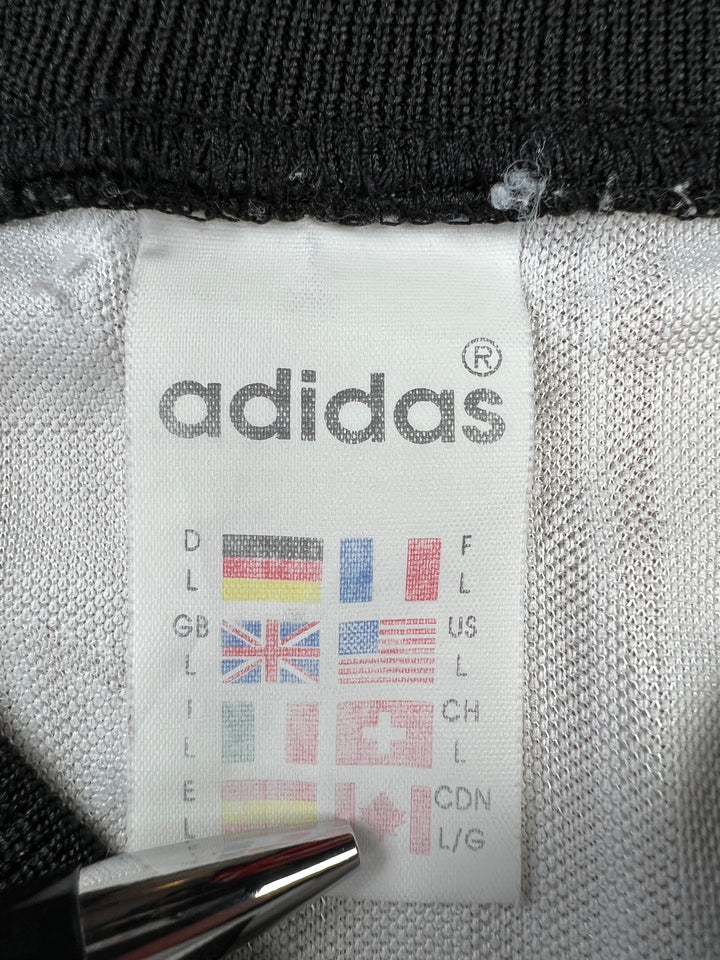 adidas®
D F
L L
GB US
L L
I CH
L L
E CDN
L L/G